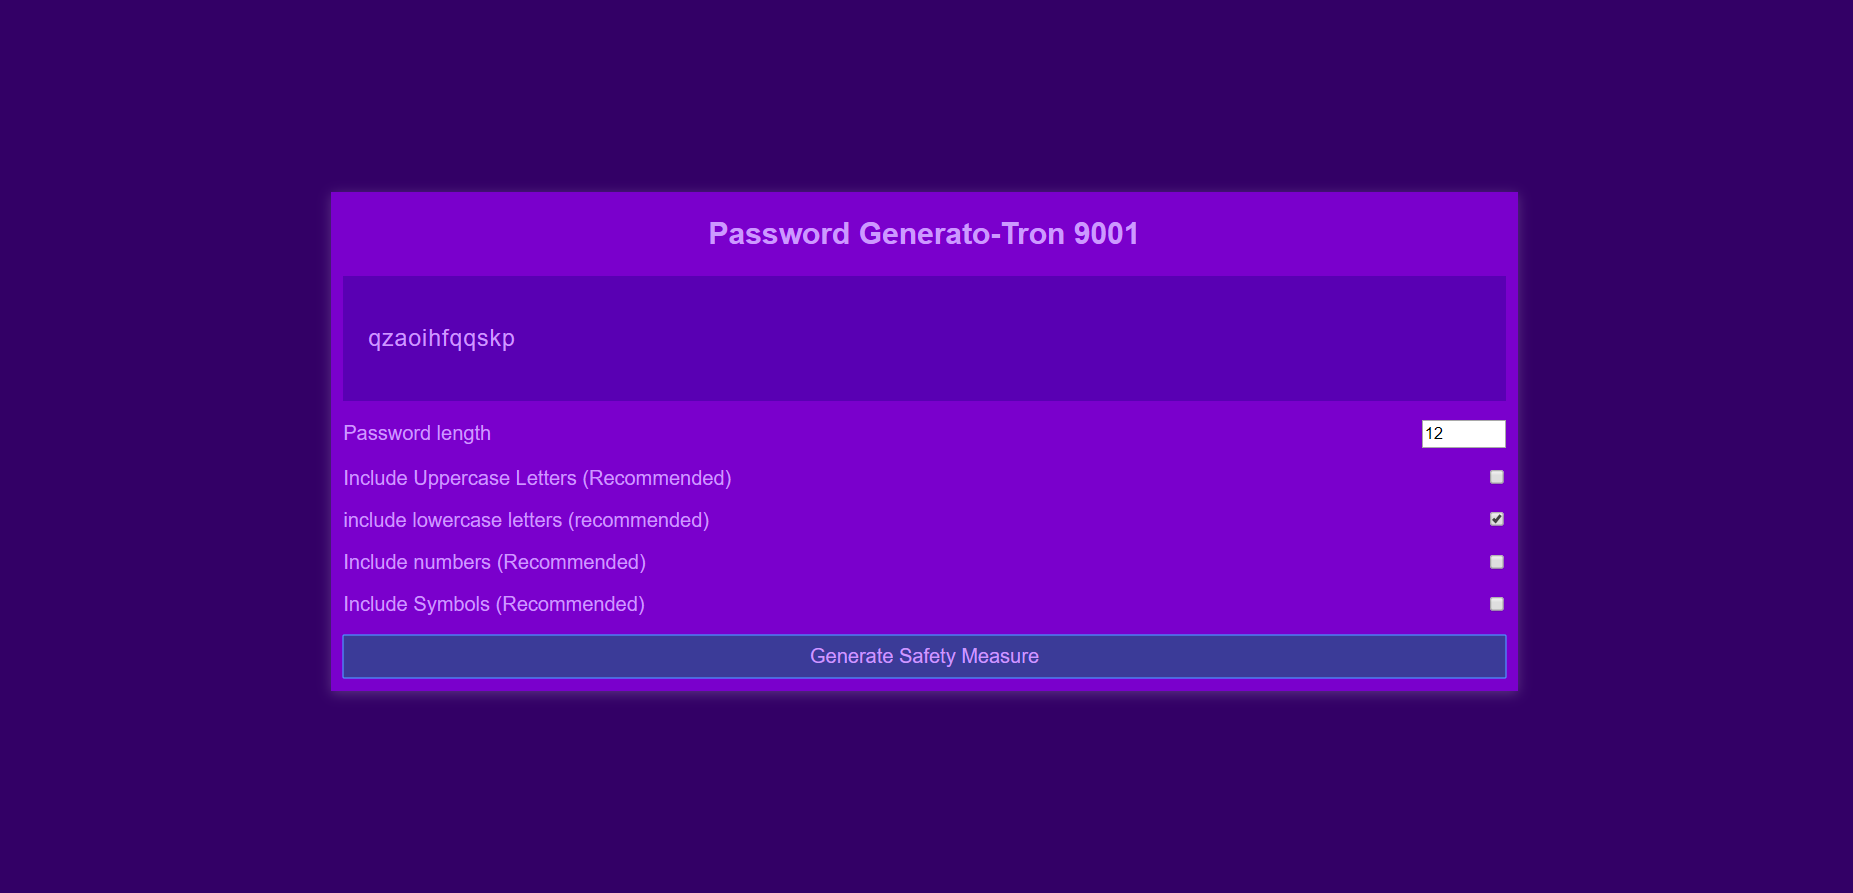 Password Generato-Tron 9001
qzaoihfqqskp
Password length 12
Include Uppercase Letters (Recommended)
include lowercase letters (recommended)
Include numbers (Recommended)
Include Symbols (Recommended)
Generate Safety Measure